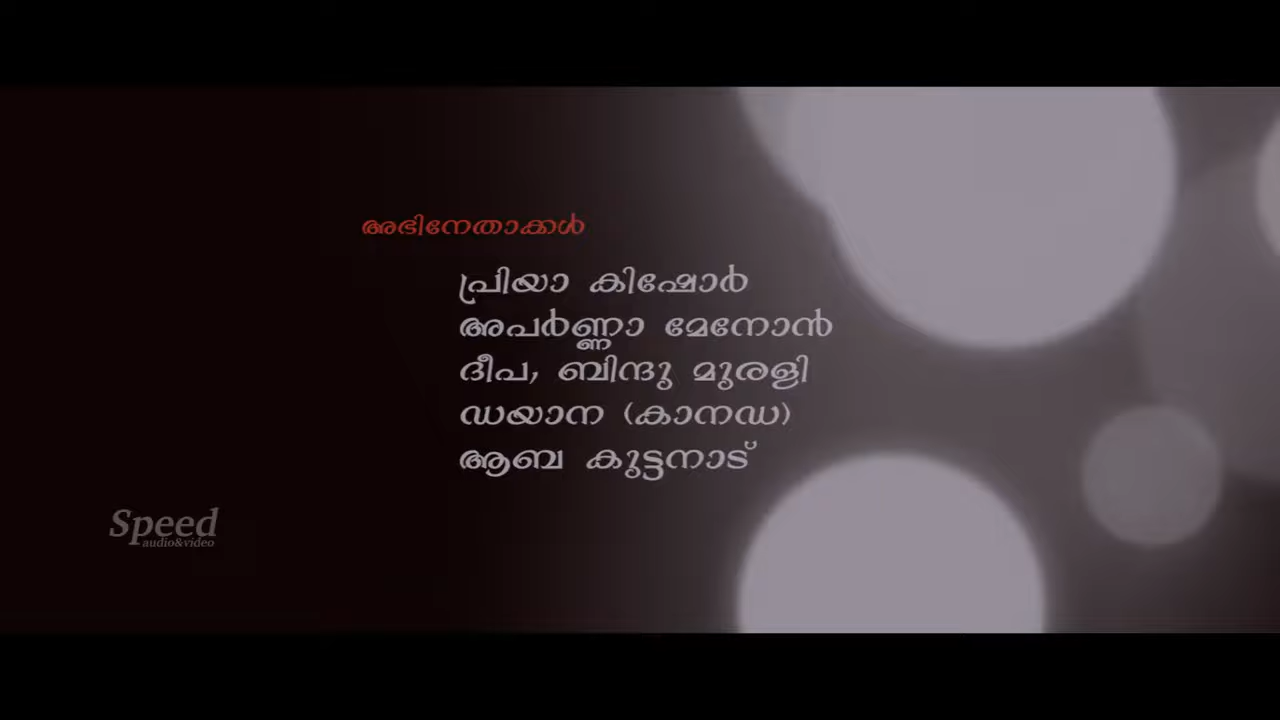 അഭിനേതാക്കൾ
പ്രിയാ കിഷോർ
അപർണ്ണാ മേനോൻ
ദീപ, ബിന്ദു മുരളി
ഡയാന (കാനഡ)
ആബ കുട്ടനാട്
Speed
audio&video